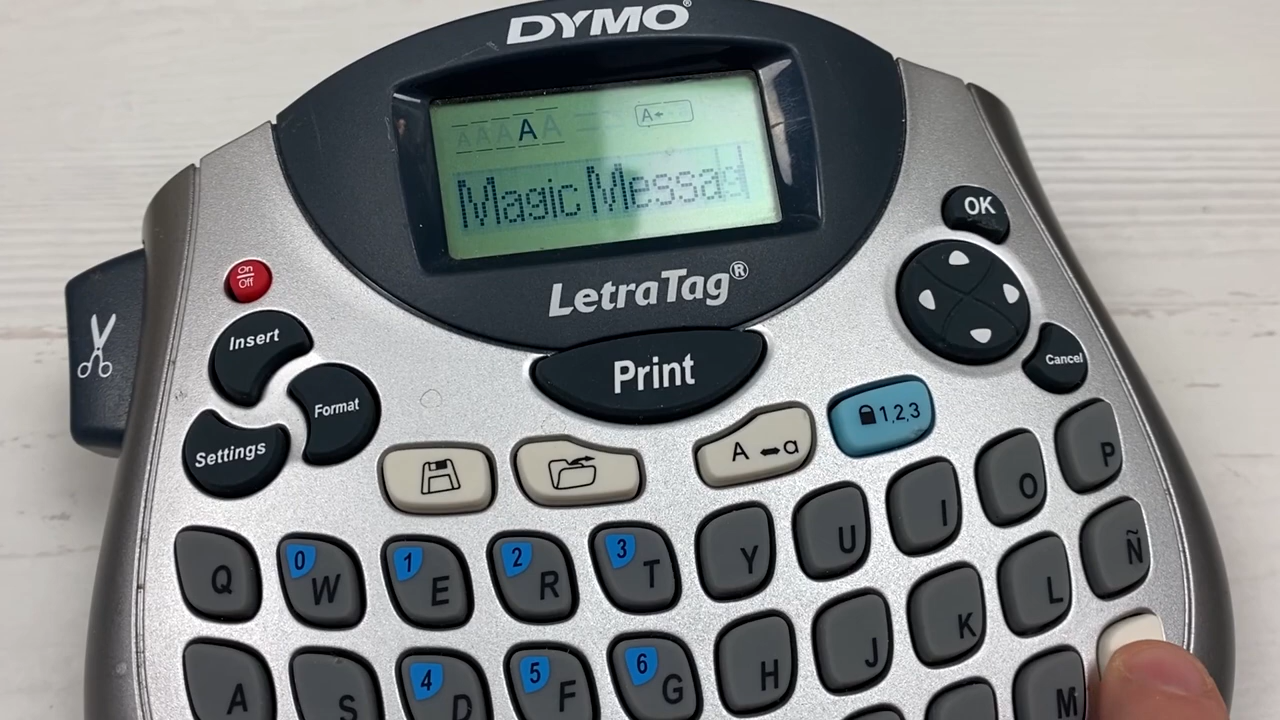 DYMO®
A A A A A A←
Magic Messag
LetraTag®
OK
On
Off
Insert
Print
Cancel
Format
Settings
A ⇔ a
1,2,3
Q 0 W 1 E 2 R 3 T Y U I O P
A S 4 D 5 F 6 G H J K L Ñ
M